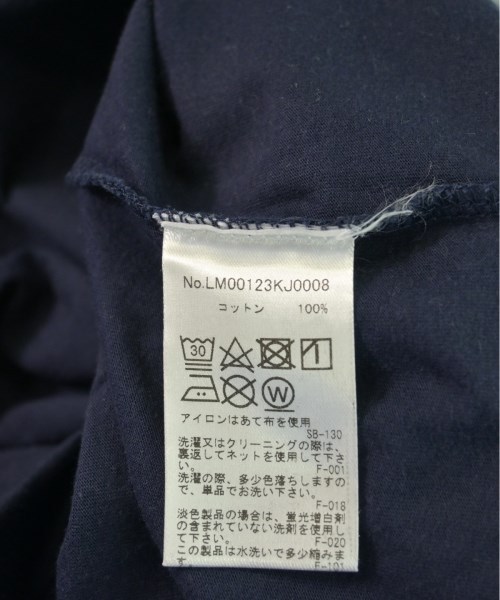 No.LM00123KJ0008
コットン 100%
30
W
アイロンはあて布を使用
SB-130
洗濯又はクリーニングの際は、
裏返してネットを使用して下さ
い。
F-001
洗濯の際、多少色落ちしますの
で、単品でお洗い下さい。
F-018
淡色製品の場合は、蛍光増白剤
の含まれていない洗剤を使用し
て下さい。
F-020
この製品は水洗いで多少縮みま
す。
F-101